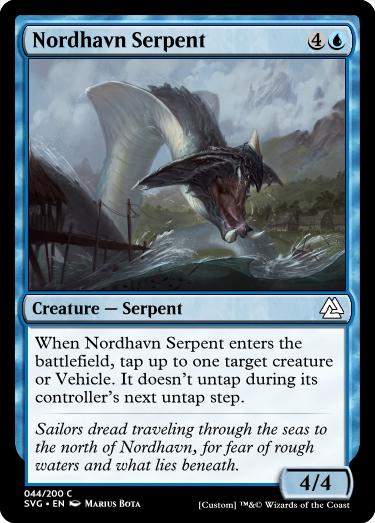 Nordhavn Serpent 4
Creature — Serpent
When Nordhavn Serpent enters the
battlefield, tap up to one target creature
or Vehicle. It doesn't untap during its
controller's next untap step.
Sailors dread traveling through the seas to
the north of Nordhavn, for fear of rough
waters and what lies beneath.
4/4
044/200 C
SVG • EN Marius Bota
[Custom] ™&© Wizards of the Coast